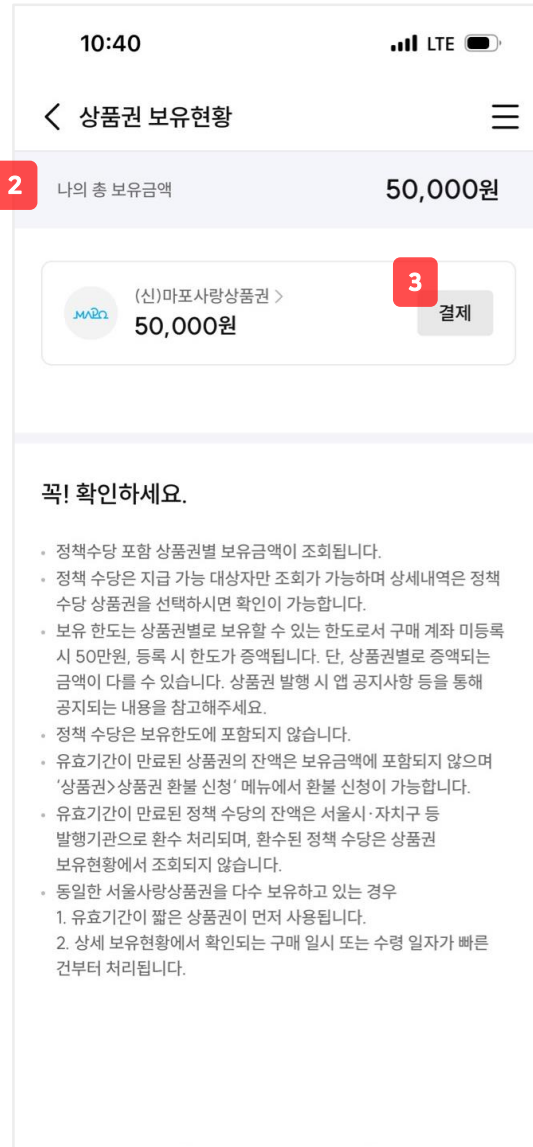 10:40 LTE
상품권 보유현황
2
나의 총 보유금액 50,000원
3
MAPO (신)마포사랑상품권 >
50,000원 결제
꼭! 확인하세요.
• 정책수당 포함 상품권별 보유금액이 조회됩니다.
• 정책 수당은 지급 가능 대상자만 조회가 가능하며 상세내역은 정책
수당 상품권을 선택하시면 확인이 가능합니다.
• 보유 한도는 상품권별로 보유할 수 있는 한도로서 구매 계좌 미등록
시 50만원, 등록 시 한도가 증액됩니다. 단, 상품권별로 증액되는
금액이 다를 수 있습니다. 상품권 발행 시 앱 공지사항 등을 통해
공지되는 내용을 참고해주세요.
• 정책 수당은 보유한도에 포함되지 않습니다.
• 유효기간이 만료된 상품권의 잔액은 보유금액에 포함되지 않으며
'상품권>상품권 환불 신청' 메뉴에서 환불 신청이 가능합니다.
• 유효기간이 만료된 정책 수당의 잔액은 서울시·자치구 등
발행기관으로 환수 처리되며, 환수된 정책 수당은 상품권
보유현황에서 조회되지 않습니다.
• 동일한 서울사랑상품권을 다수 보유하고 있는 경우
1. 유효기간이 짧은 상품권이 먼저 사용됩니다.
2. 상세 보유현황에서 확인되는 구매 일시 또는 수령 일자가 빠른
건부터 처리됩니다.